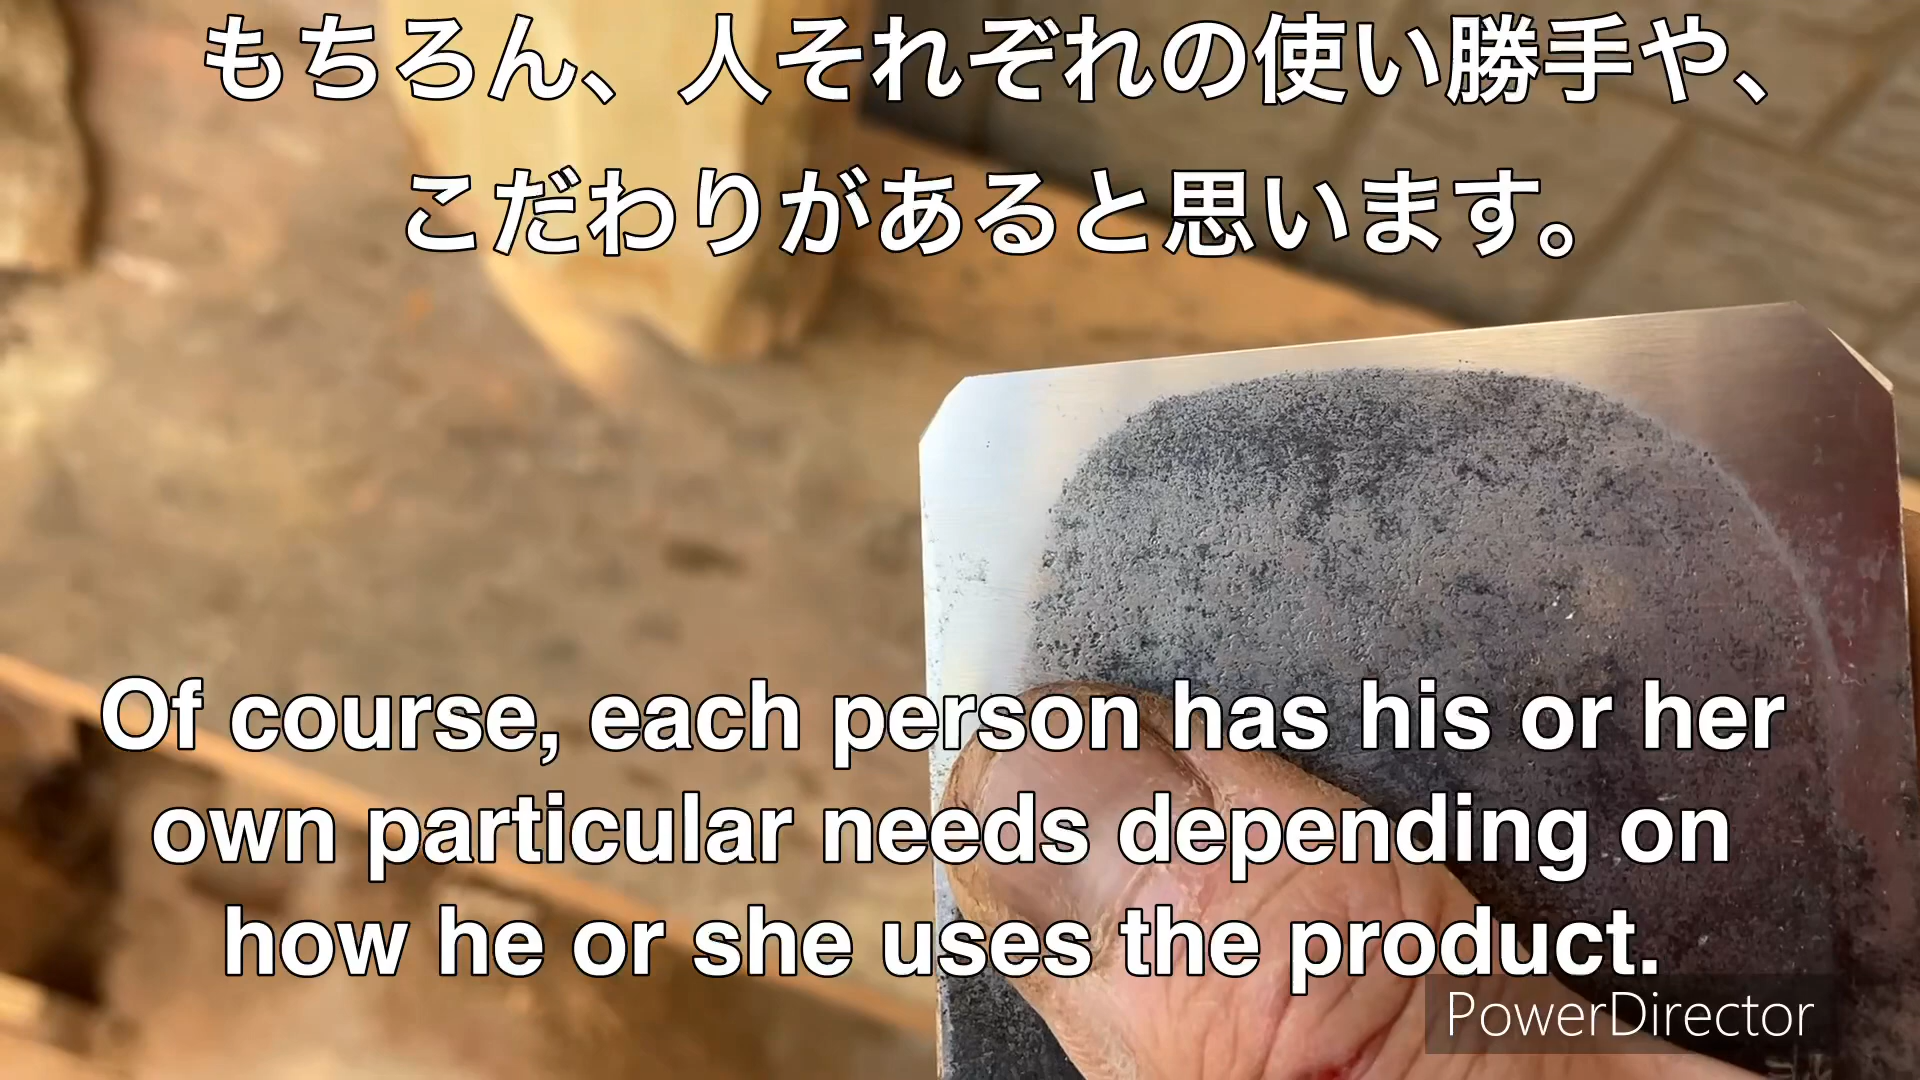 もちろん、人それぞれの使い勝手や、
こだわりがあると思います。
Of course, each person has his or her
own particular needs depending on
how he or she uses the product.
PowerDirector